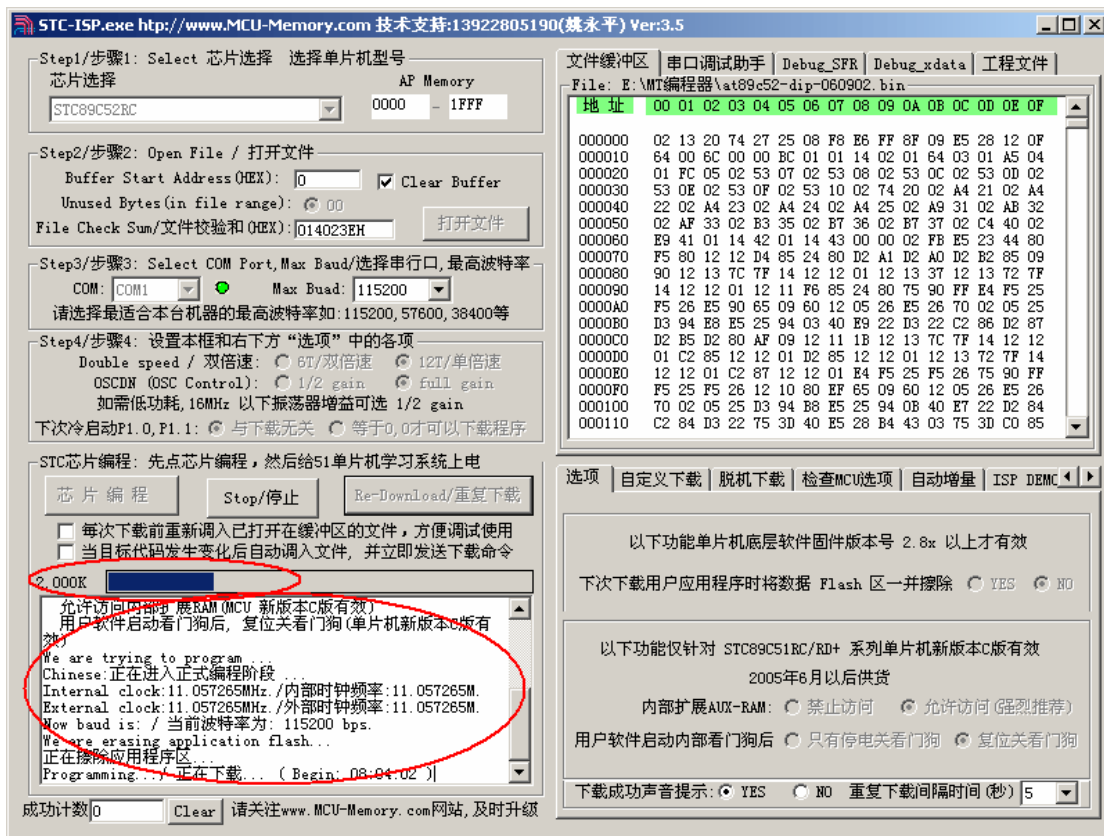 STC-ISP.exe htp://www.MCU-Memory.com 技术支持:13922805190(姚永平) Ver:3.5
Step1/步骤1: Select 芯片选择 选择单片机型号
芯片选择 AP Memory
STC89C52RC 0000 - 1FFF
Step2/步骤2: Open File / 打开文件
Buffer Start Address(HEX): 0 Clear Buffer
Unused Bytes(in file range): 00
File Check Sum/文件校验和(HEX): 014023EH 打开文件
Step3/步骤3: Select COM Port,Max Baud/选择串行口,最高波特率
COM: COM1 Max Buad: 115200
请选择最适合本台机器的最高波特率如:115200,57600,38400等
Step4/步骤4: 设置本框和右下方“选项”中的各项
Double speed / 双倍速: 6T/双倍速 12T/单倍速
OSCDN (OSC Control): 1/2 gain full gain
如需低功耗,16MHz 以下振荡器增益可选 1/2 gain
下次冷启动P1.0,P1.1: 与下载无关 等于0,0才可以下载程序
STC芯片编程: 先点芯片编程,然后给51单片机学习系统上电
芯片编程 Stop/停止 Re-Download/重复下载
每次下载前重新调入已打开在缓冲区的文件,方便调试使用
当目标代码发生变化后自动调入文件, 并立即发送下载命令
2.000K
允许访问内部扩展RAM(MCU 新版本C版有效)
用户软件启动看门狗后, 复位关看门狗(单片机新版本C版有
效)
We are trying to program ...
Chinese:正在进入正式编程阶段 ...
Internal clock:11.057265MHz./内部时钟频率:11.057265M.
External clock:11.057265MHz./外部时钟频率:11.057265M.
Now baud is: / 当前波特率为: 115200 bps.
We are erasing application flash...
正在擦除应用程序区...
Programming.../ 正在下载... ( Begin: 08:04:02 )
成功计数 0 Clear 请关注www.MCU-Memory.com网站,及时升级
文件缓冲区 串口调试助手 Debug_SFR Debug_xdata 工程文件
File: E:\MT编程器\at89c52-dip-060902.bin
地 址 00 01 02 03 04 05 06 07 08 09 0A 0B 0C 0D 0E 0F
000000 02 13 20 74 27 25 08 F8 E6 FF 8F 09 E5 28 12 0F
000010 64 00 6C 00 00 BC 01 01 14 02 01 64 03 01 A5 04
000020 01 FC 05 02 53 07 02 53 08 02 53 0C 02 53 0D 02
000030 53 0E 02 53 0F 02 53 10 02 74 20 02 A4 21 02 A4
000040 22 02 A4 23 02 A4 24 02 A4 25 02 A9 31 02 AB 32
000050 02 AF 33 02 B3 35 02 B7 36 02 B7 37 02 C4 40 02
000060 E9 41 01 14 42 01 14 43 00 00 02 FB E5 23 44 80
000070 F5 80 12 12 D4 85 24 80 D2 A1 D2 A0 D2 B2 85 09
000080 90 12 13 7C 7F 14 12 12 01 12 13 37 12 13 72 7F
000090 14 12 12 01 12 11 F6 85 24 80 75 90 FF E4 F5 25
0000A0 F5 26 E5 90 65 09 60 12 05 26 E5 26 70 02 05 25
0000B0 D3 94 E8 E5 25 94 03 40 E9 22 D3 22 C2 86 D2 87
0000C0 D2 B5 D2 80 AF 09 12 11 1B 12 13 7C 7F 14 12 12
0000D0 01 C2 85 12 12 01 D2 85 12 12 01 12 13 72 7F 14
0000E0 12 12 01 C2 87 12 12 01 E4 F5 25 F5 26 75 90 FF
0000F0 F5 25 F5 26 12 10 80 EF 65 09 60 12 05 26 E5 26
000100 70 02 05 25 D3 94 B8 E5 25 94 0B 40 E7 22 D2 84
000110 C2 84 D3 22 75 3D 40 E5 28 B4 43 03 75 3D C0 85
选项 自定义下载 脱机下载 检查MCU选项 自动增量 ISP DEMO
以下功能单片机底层软件固件版本号 2.8x 以上才有效
下次下载用户应用程序时将数据 Flash 区一并擦除 YES NO
以下功能仅针对 STC89C51RC/RD+ 系列单片机新版本C版有效
2005年6月以后供货
内部扩展AUX-RAM: 禁止访问 允许访问(强烈推荐)
用户软件启动内部看门狗后 只有停电关看门狗 复位关看门狗
下载成功声音提示: YES NO 重复下载间隔时间(秒) 5